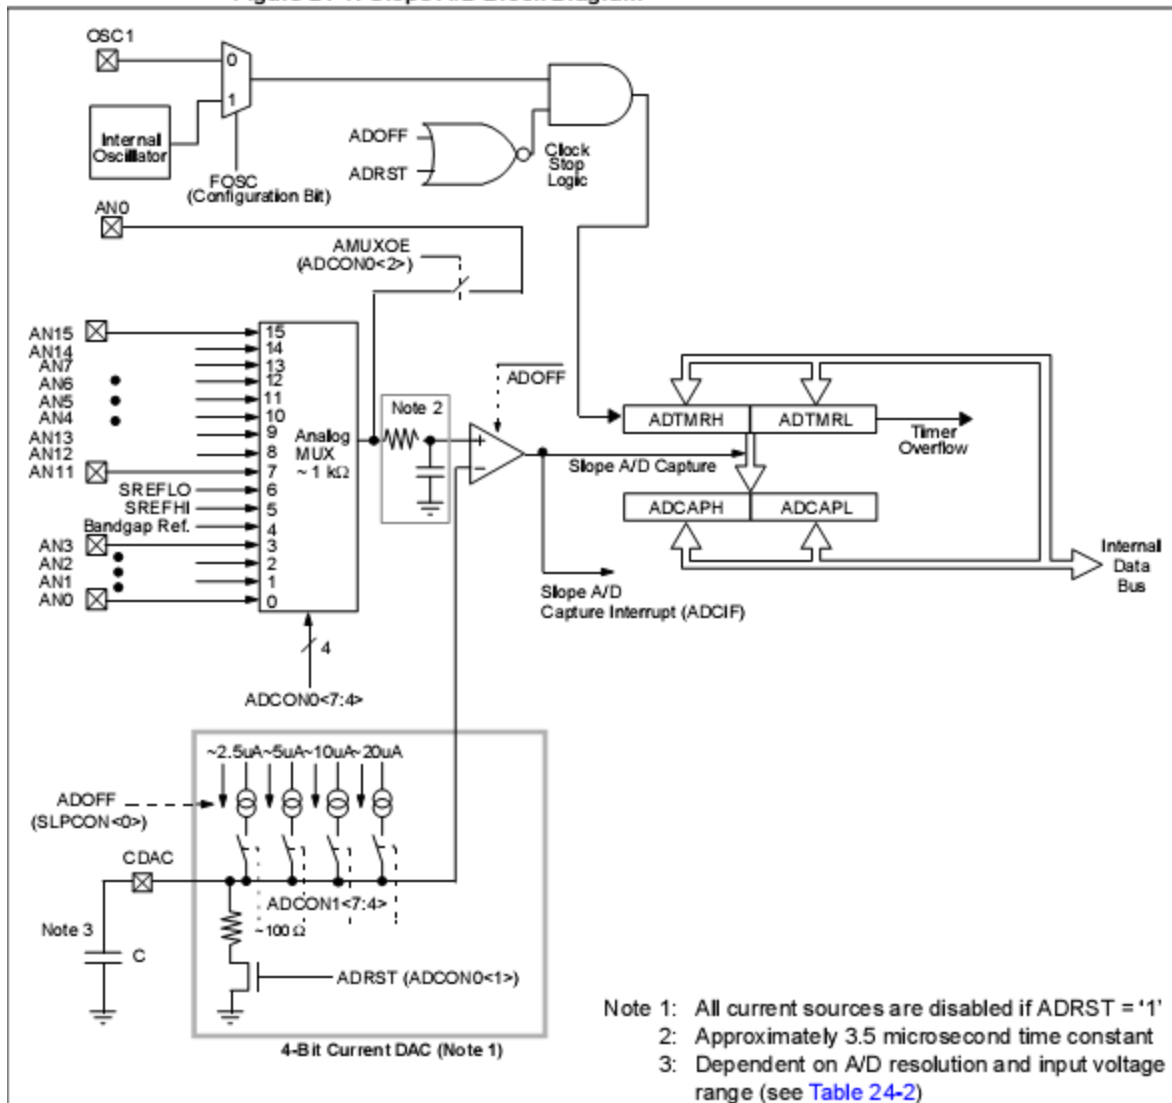 OSC1
0
1
Internal
Oscillator
FOSC
(Configuration Bit)
ADOFF
ADRST
Clock
Stop
Logic
AN0
AMUXOE
(ADCON0<2>)
AN15
15
AN14
14
AN7
13
AN6
12
AN5
11
AN4
10
AN13
9
AN12
8
AN11
7
SREFLO
6
SREFHI
5
Bandgap Ref.
4
AN3
3
AN2
2
AN1
1
AN0
0
Analog
MUX
~ 1 kΩ
Note 2
+
–
ADOFF
ADTMRH
ADTMRL
Timer
Overflow
Slope A/D Capture
ADCAPH
ADCAPL
Internal
Data
Bus
Slope A/D
Capture Interrupt (ADCIF)
4
ADCON0<7:4>
~2.5uA ~5uA ~10uA ~20uA
ADOFF
(SLPCON<0>)
CDAC
ADCON1<7:4>
~100 Ω
Note 3
C
ADRST (ADCON0<1>)
4-Bit Current DAC (Note 1)
Note 1: All current sources are disabled if ADRST = ‘1’
2: Approximately 3.5 microsecond time constant
3: Dependent on A/D resolution and input voltage
range (see Table 24-2)